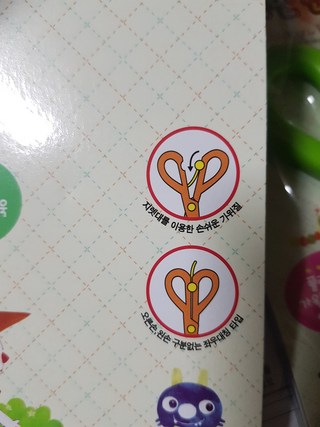 지렛대를 이용한 손쉬운 가위질
오른손, 왼손 구분없는 좌우대칭 타입